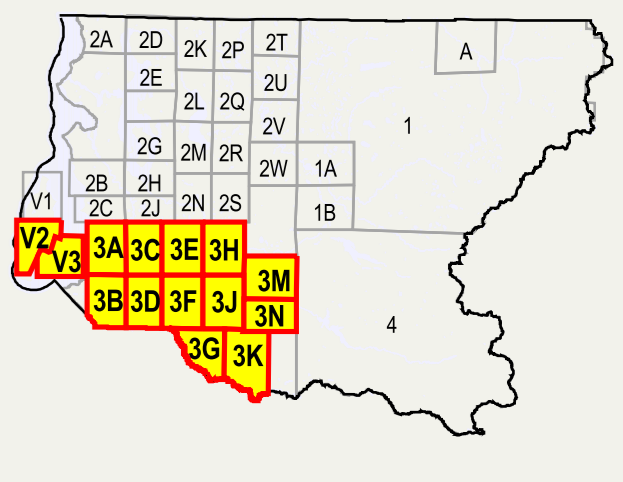 2A 2D 2K 2P 2T A
2E 2U
2L 2Q
2V 1
2G 2M 2R
2W 1A
2B 2H
V1 2C 2J 2N 2S 1B
V2 3A 3C 3E 3H
V3 3M
3B 3D 3F 3J
3N 4
3G 3K